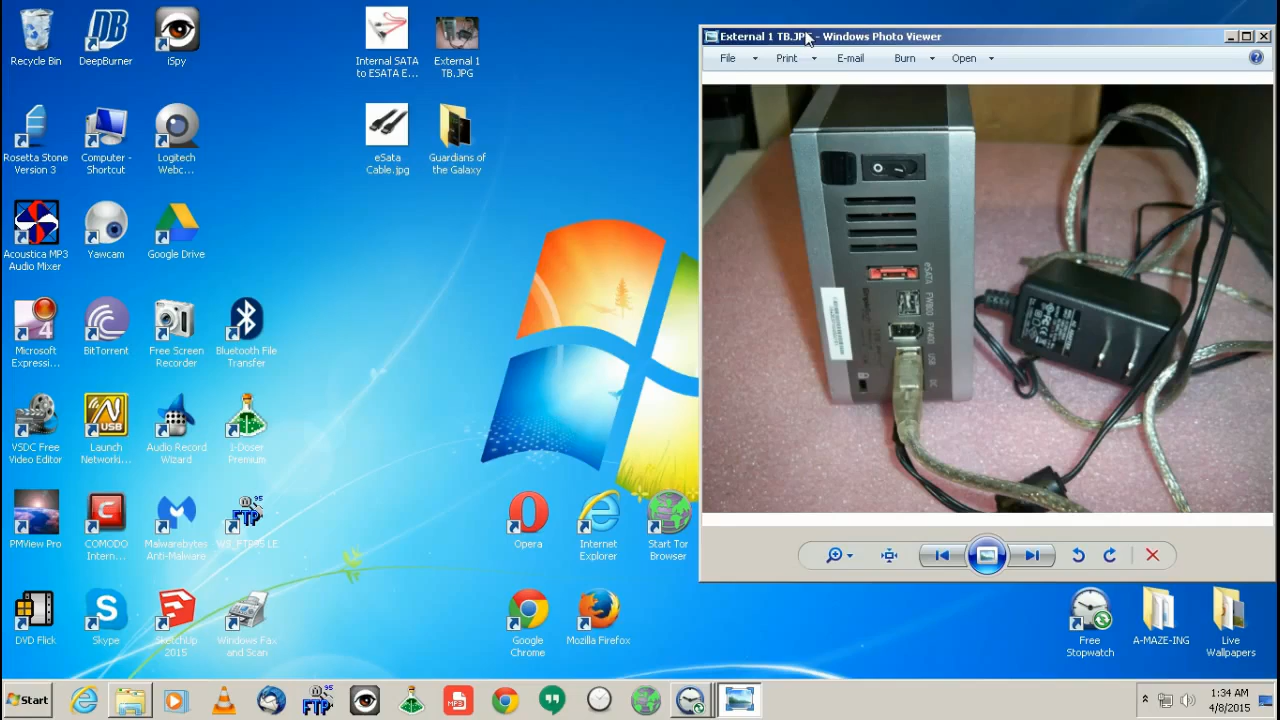 Recycle Bin
DeepBurner
iSpy
Internal SATA
to ESATA E...
External 1
TB.JPG
Rosetta Stone
Version 3
Computer -
Shortcut
Logitech
Webc...
eSata
Cable.jpg
Guardians of
the Galaxy
Acoustica MP3
Audio Mixer
Yawcam
Google Drive
Microsoft
Expressi...
BitTorrent
Free Screen
Recorder
Bluetooth File
Transfer
VSDC Free
Video Editor
Launch
Networki...
Audio Record
Wizard
I-Doser
Premium
PMView Pro
COMODO
Intern...
Malwarebytes
Anti-Malware
WS_FTP95 LE
Opera
Internet
Explorer
Start Tor
Browser
DVD Flick
Skype
SketchUp
2015
Windows Fax
and Scan
Google
Chrome
Mozilla Firefox
Free
Stopwatch
A-MAZE-ING
Live
Wallpapers
External 1 TB.JPG - Windows Photo Viewer
File
Print
E-mail
Burn
Open
eSATA
FW800
FW400
USB
DC
Start
1:34 AM
4/8/2015